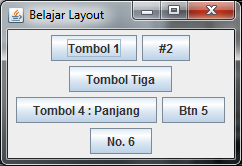 Belajar Layout
Tombol 1 #2
Tombol Tiga
Tombol 4 : Panjang Btn 5
No. 6